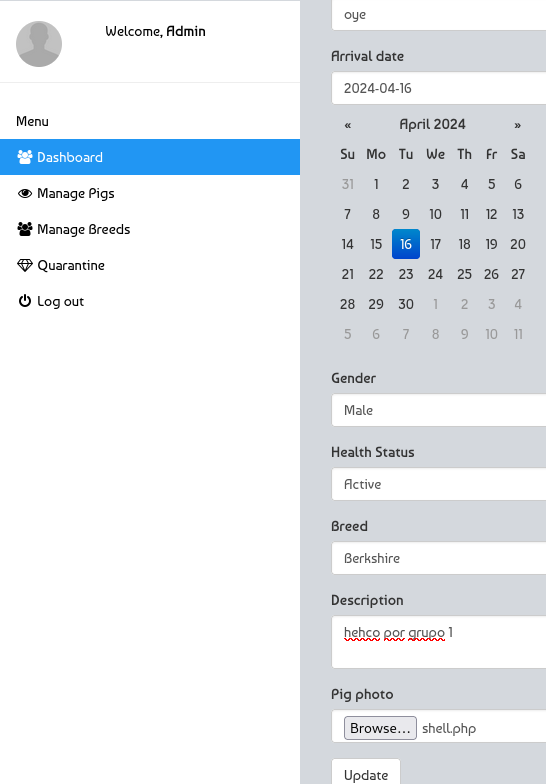 Welcome, Admin
Menu
Dashboard
Manage Pigs
Manage Breeds
Quarantine
Log out
oye
Arrival date
2024-04-16
« April 2024 »
Su Mo Tu We Th Fr Sa
31 1 2 3 4 5 6
7 8 9 10 11 12 13
14 15 16 17 18 19 20
21 22 23 24 25 26 27
28 29 30 1 2 3 4
5 6 7 8 9 10 11
Gender
Male
Health Status
Active
Breed
Berkshire
Description
hehco por grupo 1
Pig photo
Browse... shell.php
Update